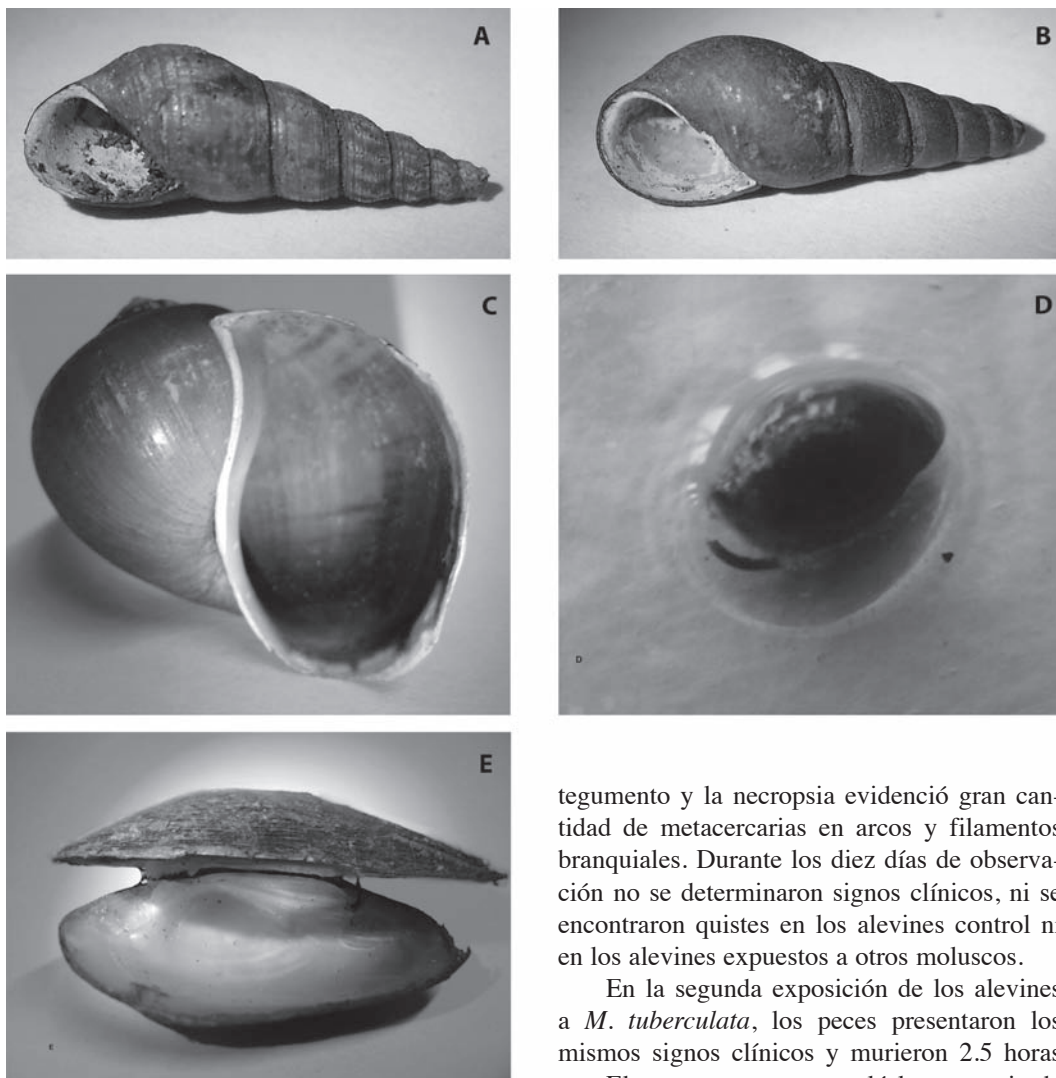 A
B
C
D
D
E
E
tegumento y la necropsia evidenció gran can-
tidad de metacercarias en arcos y filamentos
branquiales. Durante los diez días de observa-
ción no se determinaron signos clínicos, ni se
encontraron quistes en los alevines control ni
en los alevines expuestos a otros moluscos.
En la segunda exposición de los alevines
a M. tuberculata, los peces presentaron los
mismos signos clínicos y murieron 2.5 horas